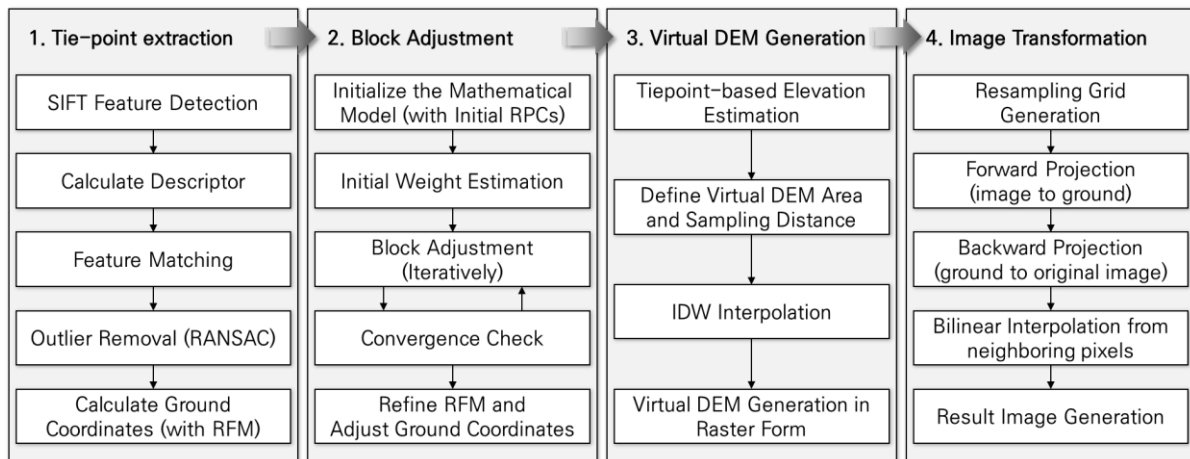 1. Tie-point extraction
SIFT Feature Detection
Calculate Descriptor
Feature Matching
Outlier Removal (RANSAC)
Calculate Ground
Coordinates (with RFM)
2. Block Adjustment
Initialize the Mathematical
Model (with Initial RPCs)
Initial Weight Estimation
Block Adjustment
(Iteratively)
Convergence Check
Refine RFM and
Adjust Ground Coordinates
3. Virtual DEM Generation
Tiepoint-based Elevation
Estimation
Define Virtual DEM Area
and Sampling Distance
IDW Interpolation
Virtual DEM Generation in
Raster Form
4. Image Transformation
Resampling Grid
Generation
Forward Projection
(image to ground)
Backward Projection
(ground to original image)
Bilinear Interpolation from
neighboring pixels
Result Image Generation